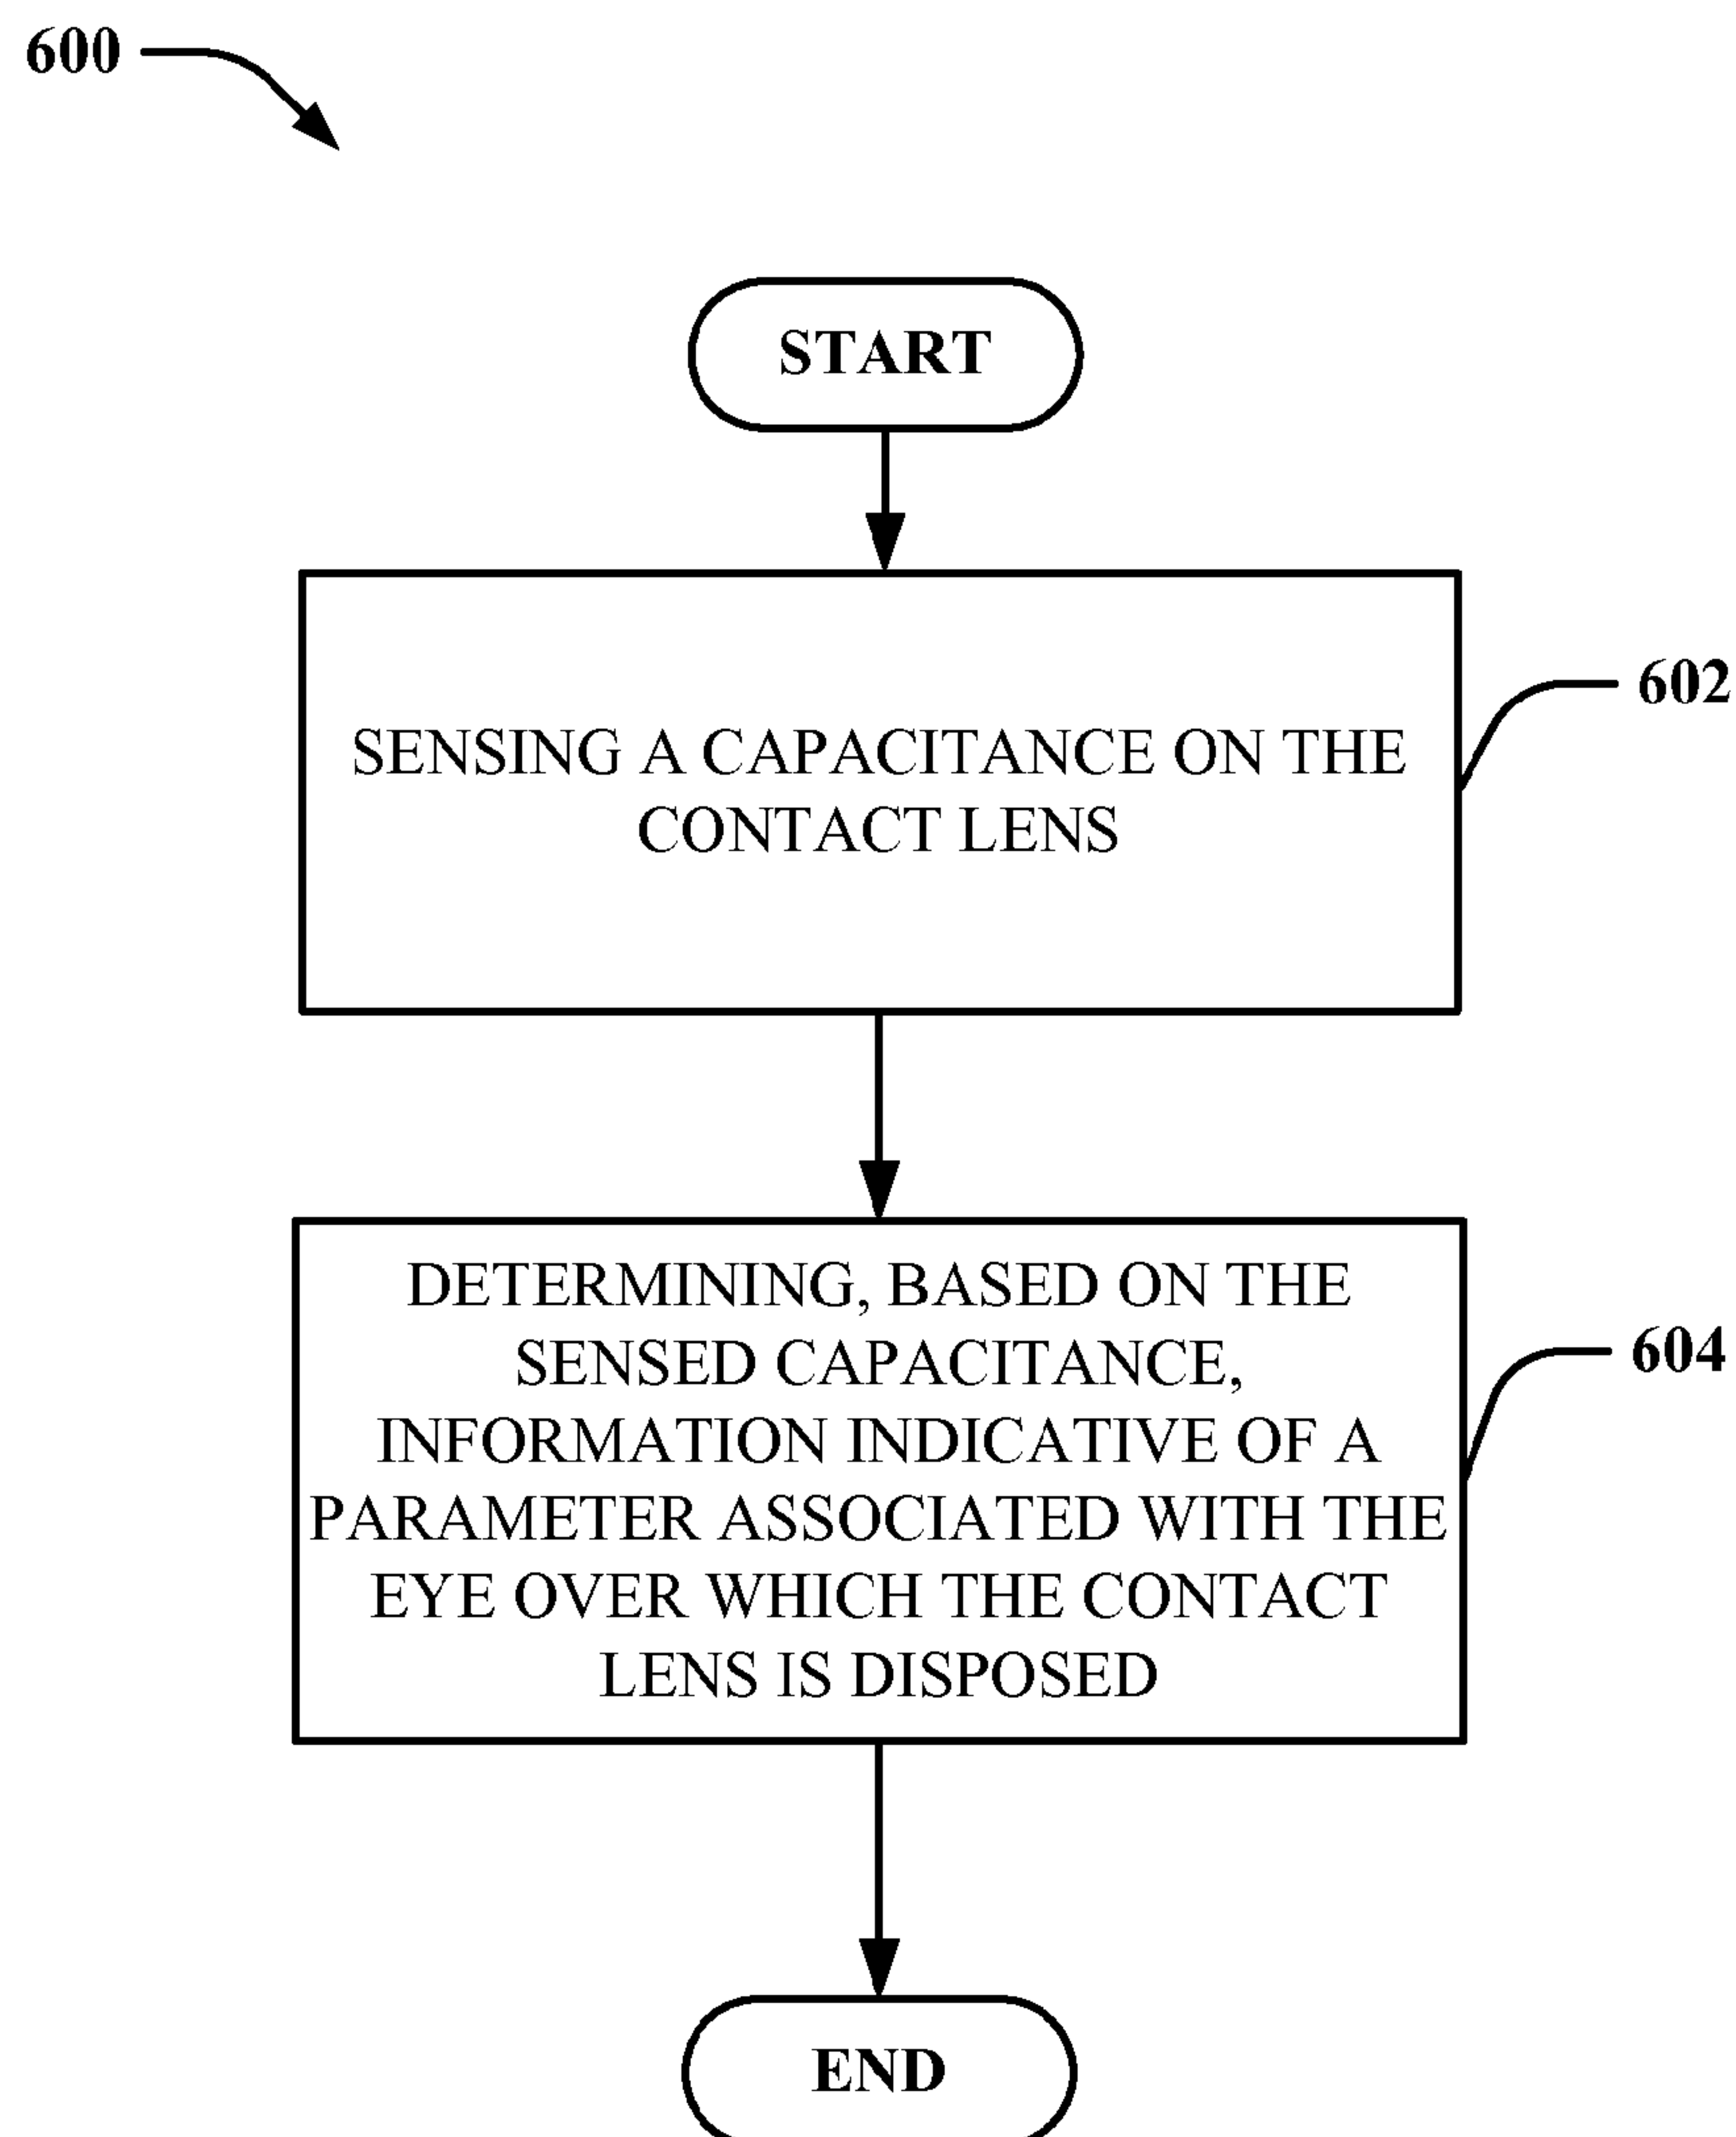 600
START
SENSING A CAPACITANCE ON THE
CONTACT LENS
602
DETERMINING, BASED ON THE
SENSED CAPACITANCE,
INFORMATION INDICATIVE OF A
PARAMETER ASSOCIATED WITH THE
EYE OVER WHICH THE CONTACT
LENS IS DISPOSED
604
END